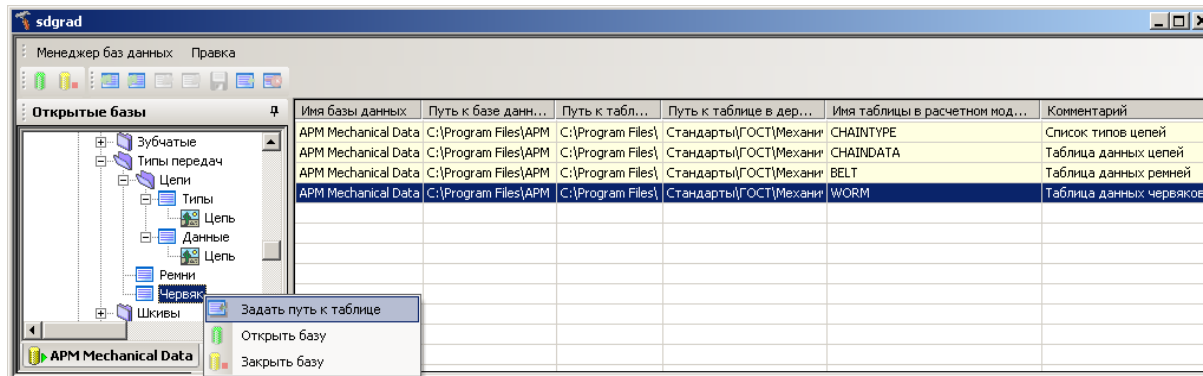 sdgrad
Менеджер баз данных Правка
Открытые базы
Имя базы данных Путь к базе данн... Путь к табл... Путь к таблице в дер... Имя таблицы в расчетном мод... Комментарий
APM Mechanical Data C:\Program Files\APM C:\Program Files\ Стандарты\ГОСТ\Механи CHAINTYPE Список типов цепей
APM Mechanical Data C:\Program Files\APM C:\Program Files\ Стандарты\ГОСТ\Механи CHAINDATA Таблица данных цепей
APM Mechanical Data C:\Program Files\APM C:\Program Files\ Стандарты\ГОСТ\Механи BELT Таблица данных ремней
APM Mechanical Data C:\Program Files\APM C:\Program Files\ Стандарты\ГОСТ\Механи WORM Таблица данных червяков
Зубчатые
Типы передач
Цепи
Типы
Цепь
Данные
Цепь
Ремни
Червяк
Шкивы
APM Mechanical Data
Задать путь к таблице
Открыть базу
Закрыть базу